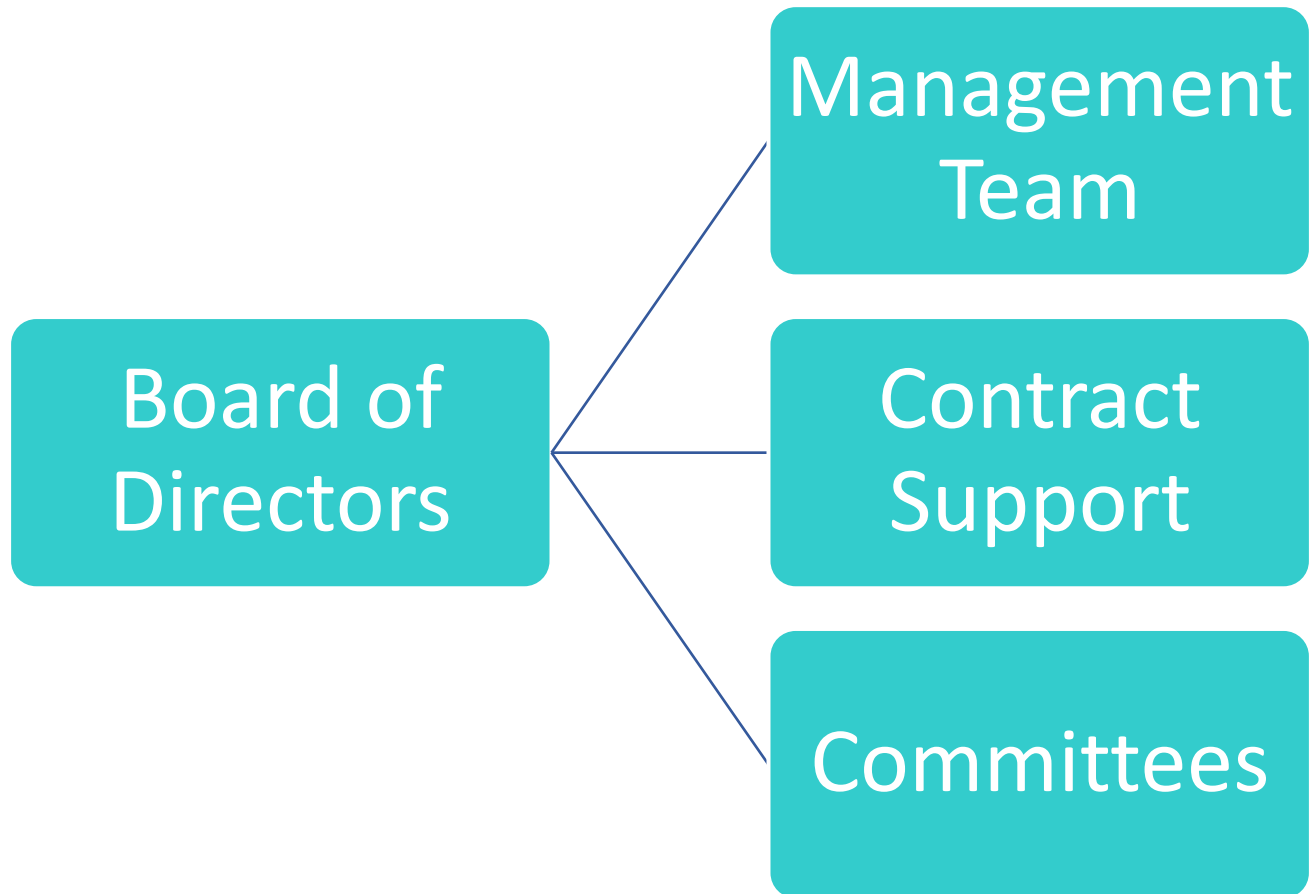 Management
Team
Board of
Directors
Contract
Support
Committees